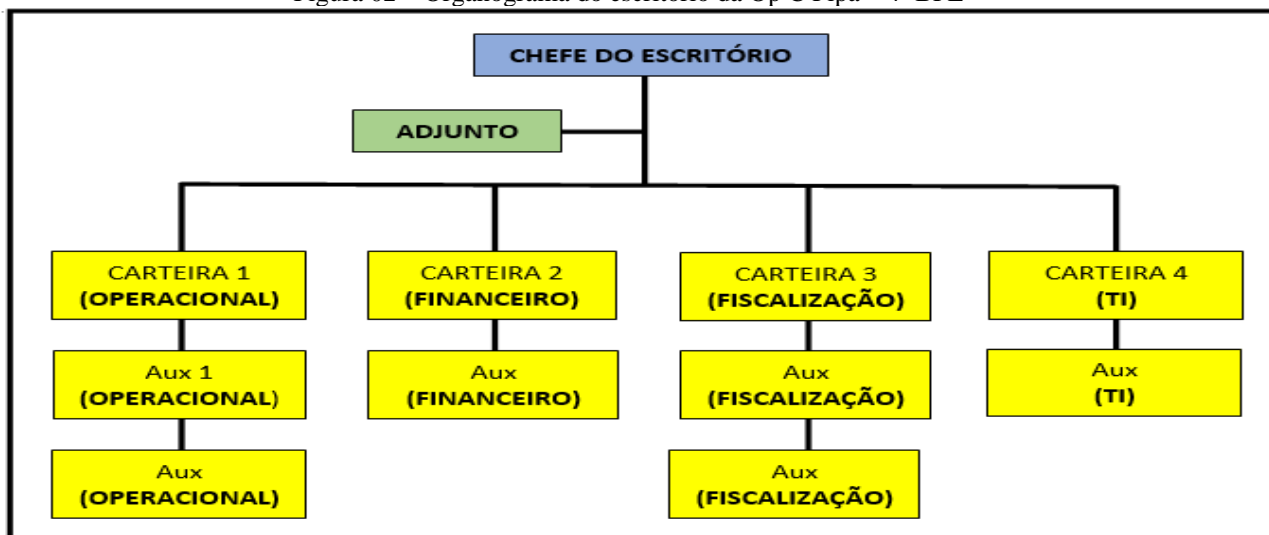 CHEFE DO ESCRITÓRIO
ADJUNTO
CARTEIRA 1
(OPERACIONAL)
CARTEIRA 2
(FINANCEIRO)
CARTEIRA 3
(FISCALIZAÇÃO)
CARTEIRA 4
(TI)
Aux 1
(OPERACIONAL)
Aux
(FINANCEIRO)
Aux
(FISCALIZAÇÃO)
Aux
(TI)
Aux
(OPERACIONAL)
Aux
(FISCALIZAÇÃO)